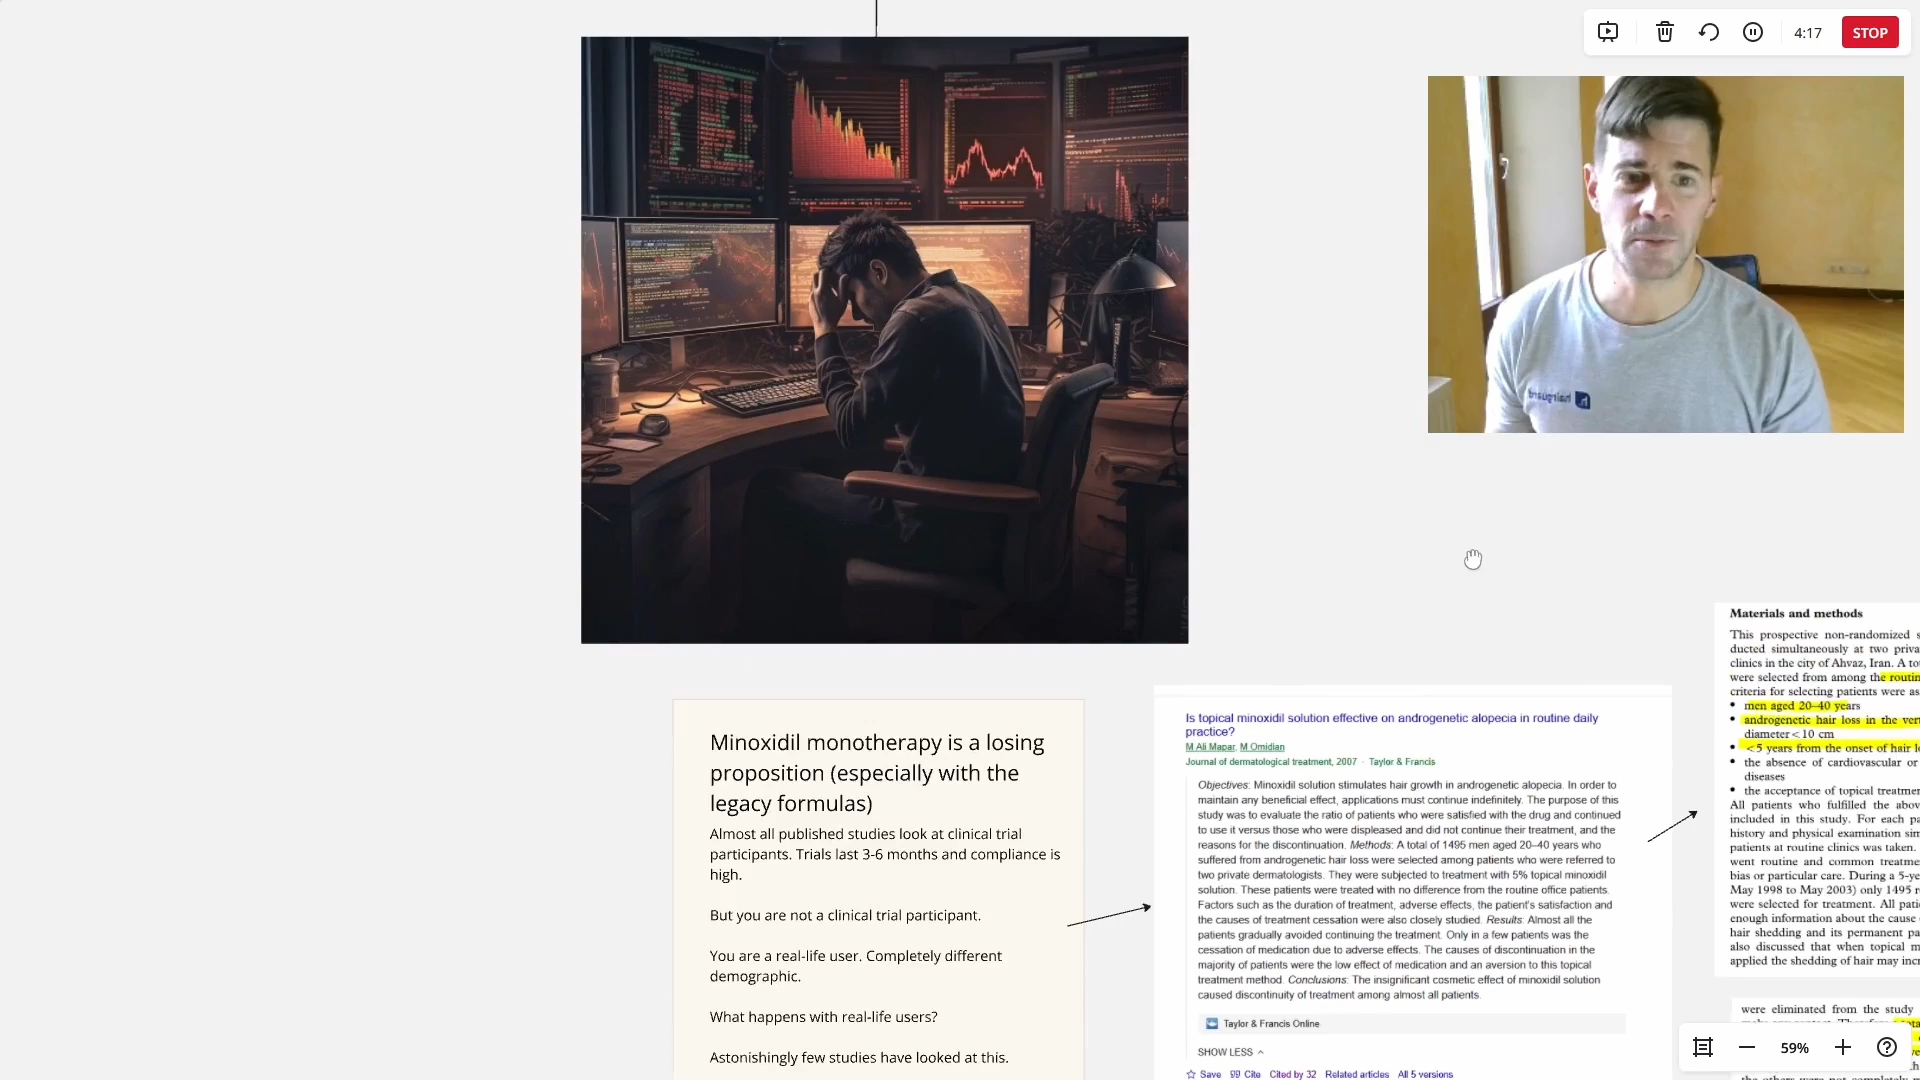 4:17
STOP
hairguard
Minoxidil monotherapy is a losing
proposition (especially with the
legacy formulas)
Almost all published studies look at clinical trial
participants. Trials last 3-6 months and compliance is
high.
But you are not a clinical trial participant.
You are a real-life user. Completely different
demographic.
What happens with real-life users?
Astonishingly few studies have looked at this.
Is topical minoxidil solution effective on androgenetic alopecia in routine daily
practice?
M Ali Mapar, M Omidian
Journal of dermatological treatment, 2007 · Taylor & Francis
Objectives: Minoxidil solution stimulates hair growth in androgenetic alopecia. In order to
maintain any beneficial effect, applications must continue indefinitely. The purpose of this
study was to evaluate the ratio of patients who were satisfied with the drug and continued
to use it versus those who were displeased and did not continue their treatment, and the
reasons for the discontinuation. Methods: A total of 1495 men aged 20–40 years who
suffered from androgenetic hair loss were selected among patients who were referred to
two private dermatologists. They were subjected to treatment with 5% topical minoxidil
solution. These patients were treated with no difference from the routine office patients.
Factors such as the duration of treatment, adverse effects, the patient's satisfaction and
the causes of treatment cessation were also closely studied. Results: Almost all the
patients gradually avoided continuing the treatment. Only in a few patients was the
cessation of medication due to adverse effects. The causes of discontinuation in the
majority of patients were the low effect of medication and an aversion to this topical
treatment method. Conclusions: The insignificant cosmetic effect of minoxidil solution
caused discontinuity of treatment among almost all patients.
Taylor & Francis Online
SHOW LESS
Save Cite Cited by 32 Related articles All 5 versions
Materials and methods
This prospective non-randomized s
ducted simultaneously at two priva
clinics in the city of Ahvaz, Iran. A to
were selected from among the routin
criteria for selecting patients were as
• men aged 20–40 years
• androgenetic hair loss in the ver
diameter<10 cm
• <5 years from the onset of hair l
• the absence of cardiovascular or
diseases
• the acceptance of topical treatmen
All patients who fulfilled the abov
included in this study. For each pa
history and physical examination sim
patients at routine clinics was taken.
went routine and common treatme
bias or particular care. During a 5-ye
May 1998 to May 2003) only 1495 r
were selected for treatment. All pati
enough information about the cause
hair shedding and its permanent pa
also discussed that when topical m
applied the shedding of hair may incr
were eliminated from the study
59%